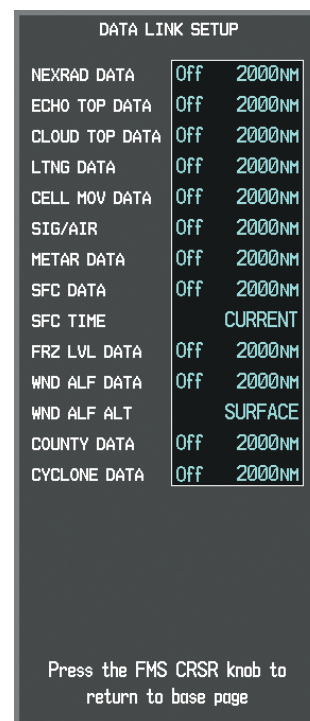 DATA LINK SETUP
NEXRAD DATA Off 2000NM
ECHO TOP DATA Off 2000NM
CLOUD TOP DATA Off 2000NM
LTNG DATA Off 2000NM
CELL MOV DATA Off 2000NM
SIG/AIR Off 2000NM
METAR DATA Off 2000NM
SFC DATA Off 2000NM
SFC TIME CURRENT
FRZ LVL DATA Off 2000NM
WND ALF DATA Off 2000NM
WND ALF ALT SURFACE
COUNTY DATA Off 2000NM
CYCLONE DATA Off 2000NM
Press the FMS CRSR knob to
return to base page